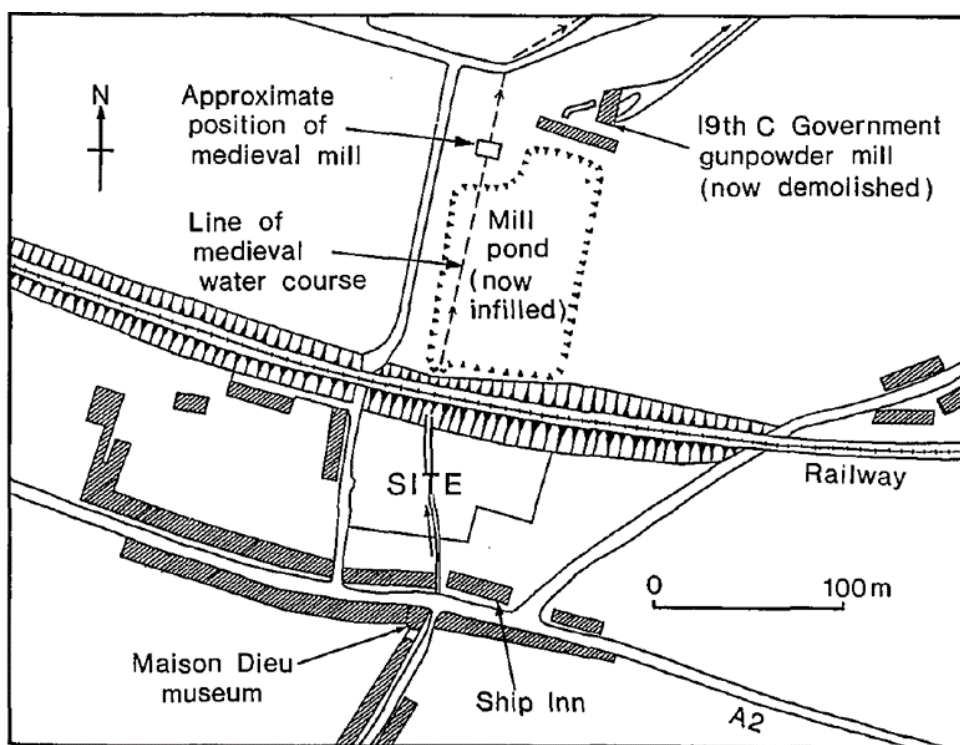 N
Approximate
position of
medieval mill
19th C Government
gunpowder mill
(now demolished)
Line of
medieval
water course
Mill
pond
(now
infilled)
SITE
Railway
0 100m
Maison Dieu
museum
Ship Inn
A2